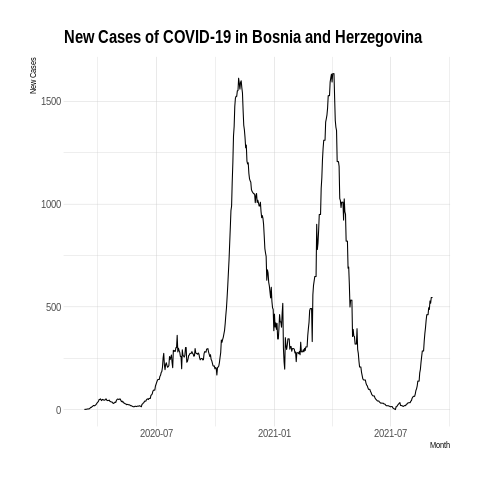 New Cases of COVID-19 in Bosnia and Herzegovina
New Cases
1500
1000
500
0
2020-07
2021-01
2021-07
Month